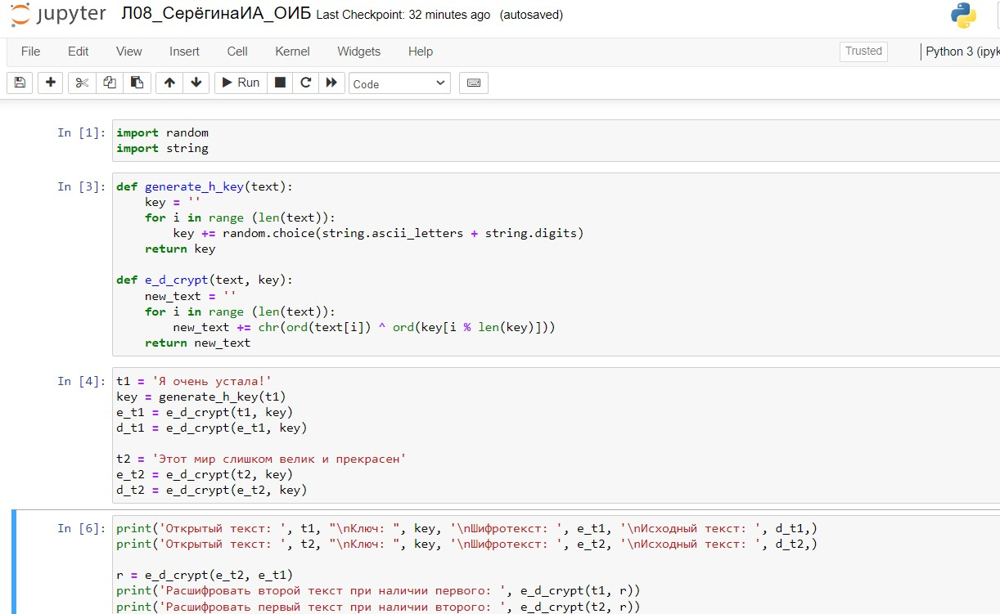 jupyter Л08_СерёгинаИА_ОИБ Last Checkpoint: 32 minutes ago (autosaved)
File Edit View Insert Cell Kernel Widgets Help Trusted Python 3 (ipyk
Run Code
In [1]: import random
import string
In [3]: def generate_h_key(text):
    key = ''
    for i in range (len(text)):
        key += random.choice(string.ascii_letters + string.digits)
    return key
def e_d_crypt(text, key):
    new_text = ''
    for i in range (len(text)):
        new_text += chr(ord(text[i]) ^ ord(key[i % len(key)]))
    return new_text
In [4]: t1 = 'Я очень устала!'
key = generate_h_key(t1)
e_t1 = e_d_crypt(t1, key)
d_t1 = e_d_crypt(e_t1, key)
t2 = 'Этот мир слишком велик и прекрасен'
e_t2 = e_d_crypt(t2, key)
d_t2 = e_d_crypt(e_t2, key)
In [6]: print('Открытый текст: ', t1, "\nКлюч: ", key, '\nШифротекст: ', e_t1, '\nИсходный текст: ', d_t1,)
print('Открытый текст: ', t2, "\nКлюч: ", key, '\nШифротекст: ', e_t2, '\nИсходный текст: ', d_t2,)
r = e_d_crypt(e_t2, e_t1)
print('Расшифровать второй текст при наличии первого: ', e_d_crypt(t1, r))
print('Расшифровать первый текст при наличии второго: ', e_d_crypt(t2, r))